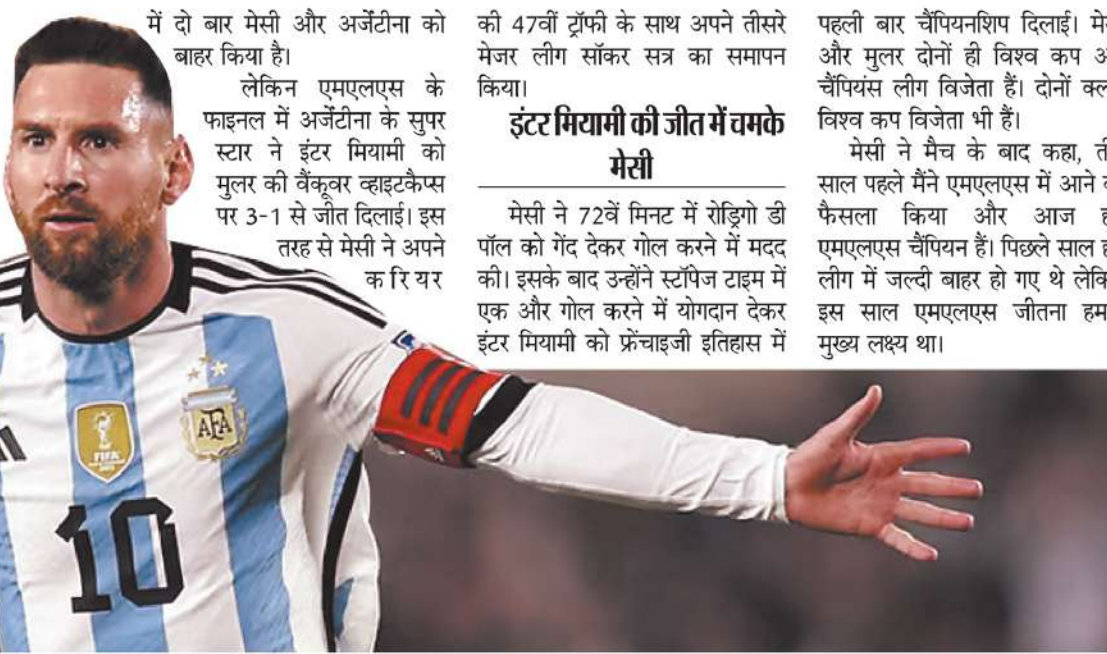 में दो बार मेसी और अर्जेंटीना को
बाहर किया है।
लेकिन एमएलएस के
फाइनल में अर्जेंटीना के सुपर
स्टार ने इंटर मियामी को
मुलर की वैंकूवर व्हाइटकैप्स
पर 3-1 से जीत दिलाई। इस
तरह से मेसी ने अपने
करियर
की 47वीं ट्रॉफी के साथ अपने तीसरे
मेजर लीग सॉकर सत्र का समापन
किया।
इंटर मियामी की जीत में चमके
मेसी
मेसी ने 72वें मिनट में रोड्रिगो डी
पॉल को गेंद देकर गोल करने में मदद
की। इसके बाद उन्होंने स्टॉपेज टाइम में
एक और गोल करने में योगदान देकर
इंटर मियामी को फ्रेंचाइजी इतिहास में
पहली बार चैंपियनशिप दिलाई।
और मुलर दोनों ही विश्व कप
चैंपियंस लीग विजेता हैं। दोनों
विश्व कप विजेता भी हैं।
मेसी ने मैच के बाद कहा,
साल पहले मैंने एमएलएस में आने
फैसला किया और आज
एमएलएस चैंपियन हैं। पिछले साल
लीग में जल्दी बाहर हो गए थे
इस साल एमएलएस जीतना
मुख्य लक्ष्य था।
AFA
FIFA
10